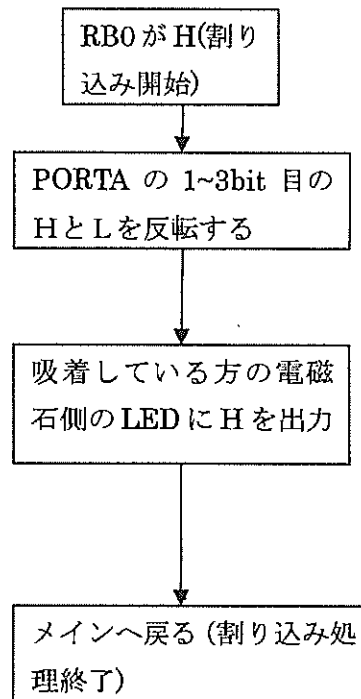 RB0 が H(割り
込み開始)
PORTA の 1~3bit 目の
HとLを反転する
吸着している方の電磁
石側の LED に H を出力
メインへ戻る (割り込み処
理終了)